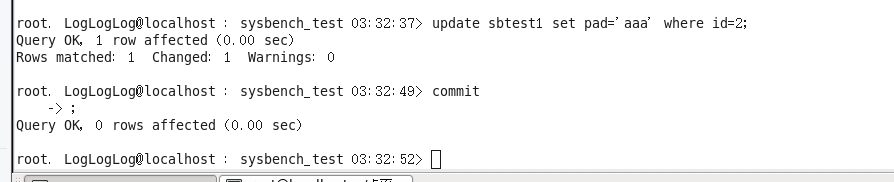 root. LogLogLog@localhost : sysbench_test 03:32:37> update sbtest1 set pad='aaa' where id=2;
Query OK, 1 row affected (0.00 sec)
Rows matched: 1  Changed: 1  Warnings: 0
root. LogLogLog@localhost : sysbench_test 03:32:49> commit
    -> ;
Query OK, 0 rows affected (0.00 sec)
root. LogLogLog@localhost : sysbench_test 03:32:52>